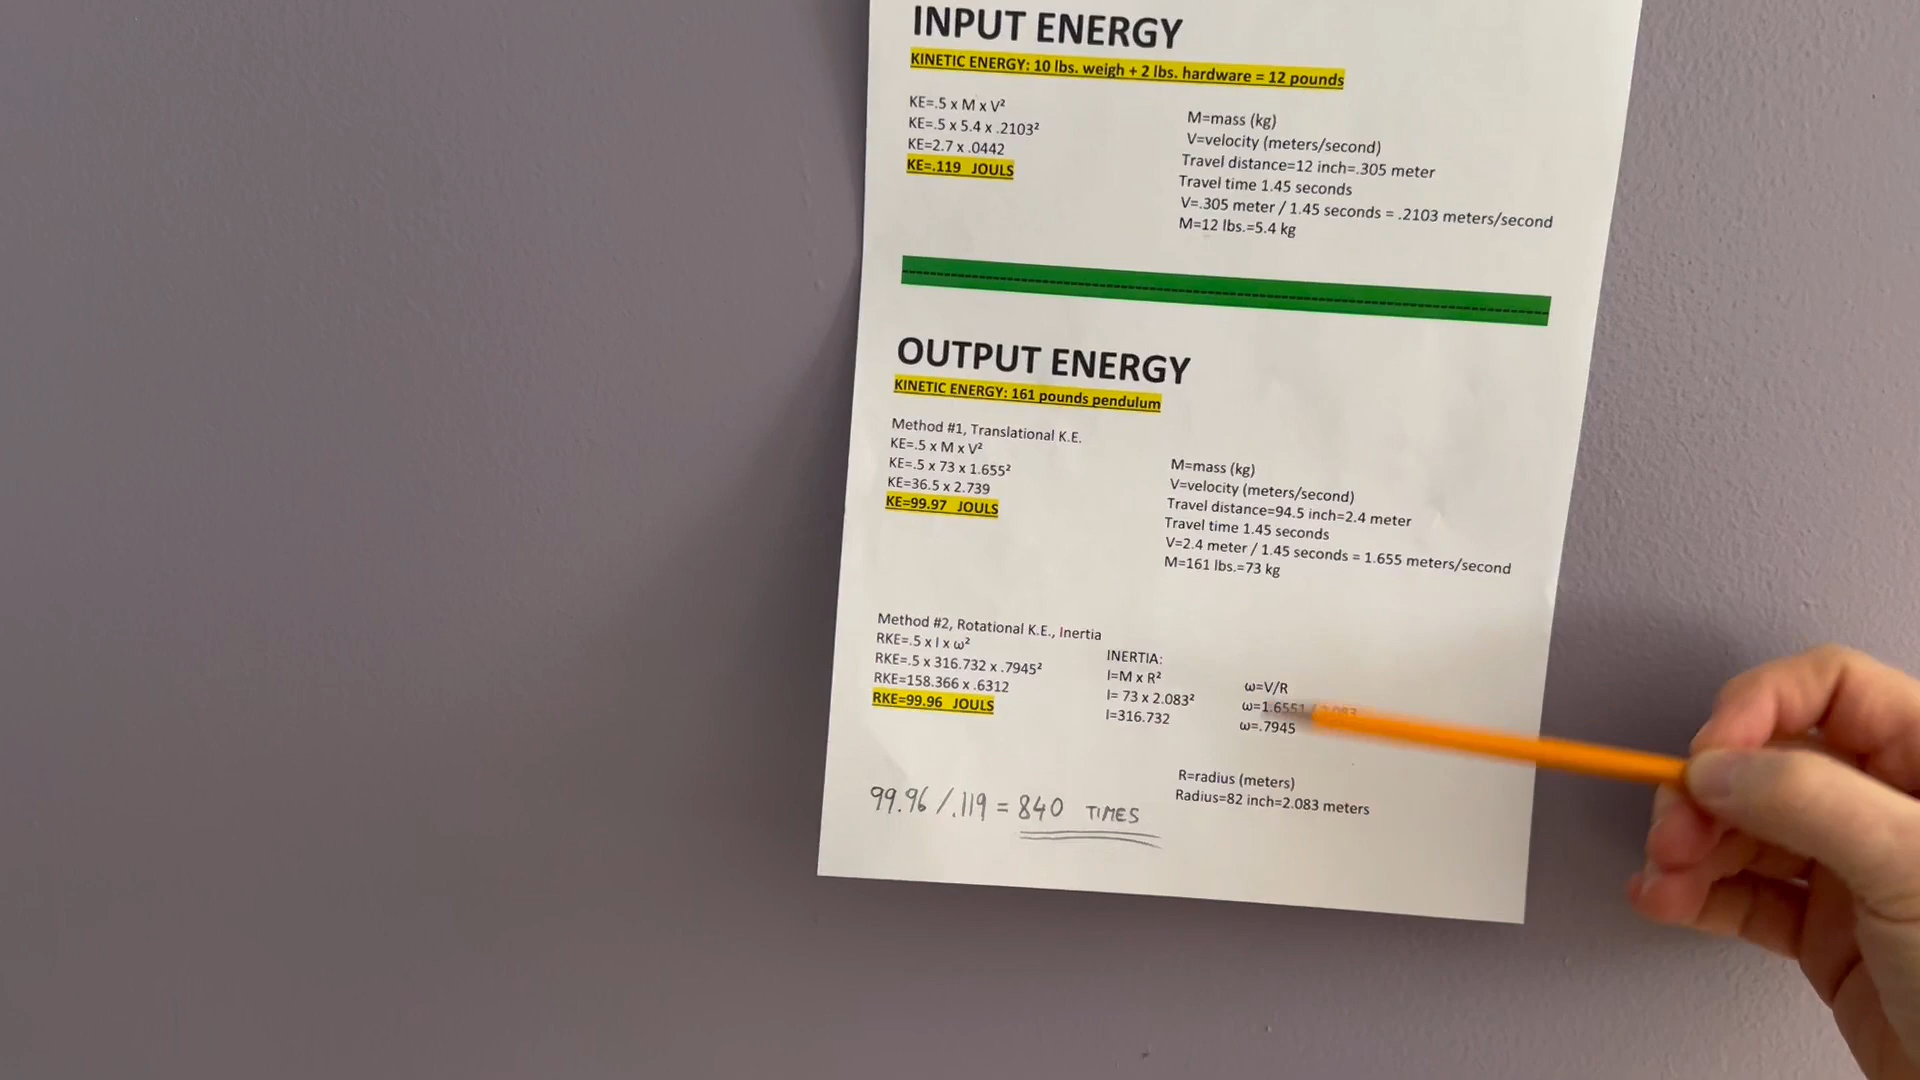 INPUT ENERGY
KINETIC ENERGY: 10 lbs. weigh + 2 lbs. hardware = 12 pounds
KE=.5 x M x V²
KE=.5 x 5.4 x .2103²
KE=2.7 x .0442
KE=.119 JOULS
M=mass (kg)
V=velocity (meters/second)
Travel distance=12 inch=.305 meter
Travel time 1.45 seconds
V=.305 meter / 1.45 seconds = .2103 meters/second
M=12 lbs.=5.4 kg
OUTPUT ENERGY
KINETIC ENERGY: 161 pounds pendulum
Method #1, Translational K.E.
KE=.5 x M x V²
KE=.5 x 73 x 1.655²
KE=36.5 x 2.739
KE=99.97 JOULS
M=mass (kg)
V=velocity (meters/second)
Travel distance=94.5 inch=2.4 meter
Travel time 1.45 seconds
V=2.4 meter / 1.45 seconds = 1.655 meters/second
M=161 lbs.=73 kg
Method #2, Rotational K.E., Inertia
RKE=.5 x I x ω²
RKE=.5 x 316.732 x .7945²
RKE=158.366 x .6312
RKE=99.96 JOULS
INERTIA:
I=M x R²
I= 73 x 2.083²
I=316.732
ω=V/R
ω=1.6551 / 2.083
ω=.7945
R=radius (meters)
Radius=82 inch=2.083 meters
99.96 / .119 = 840 TIMES